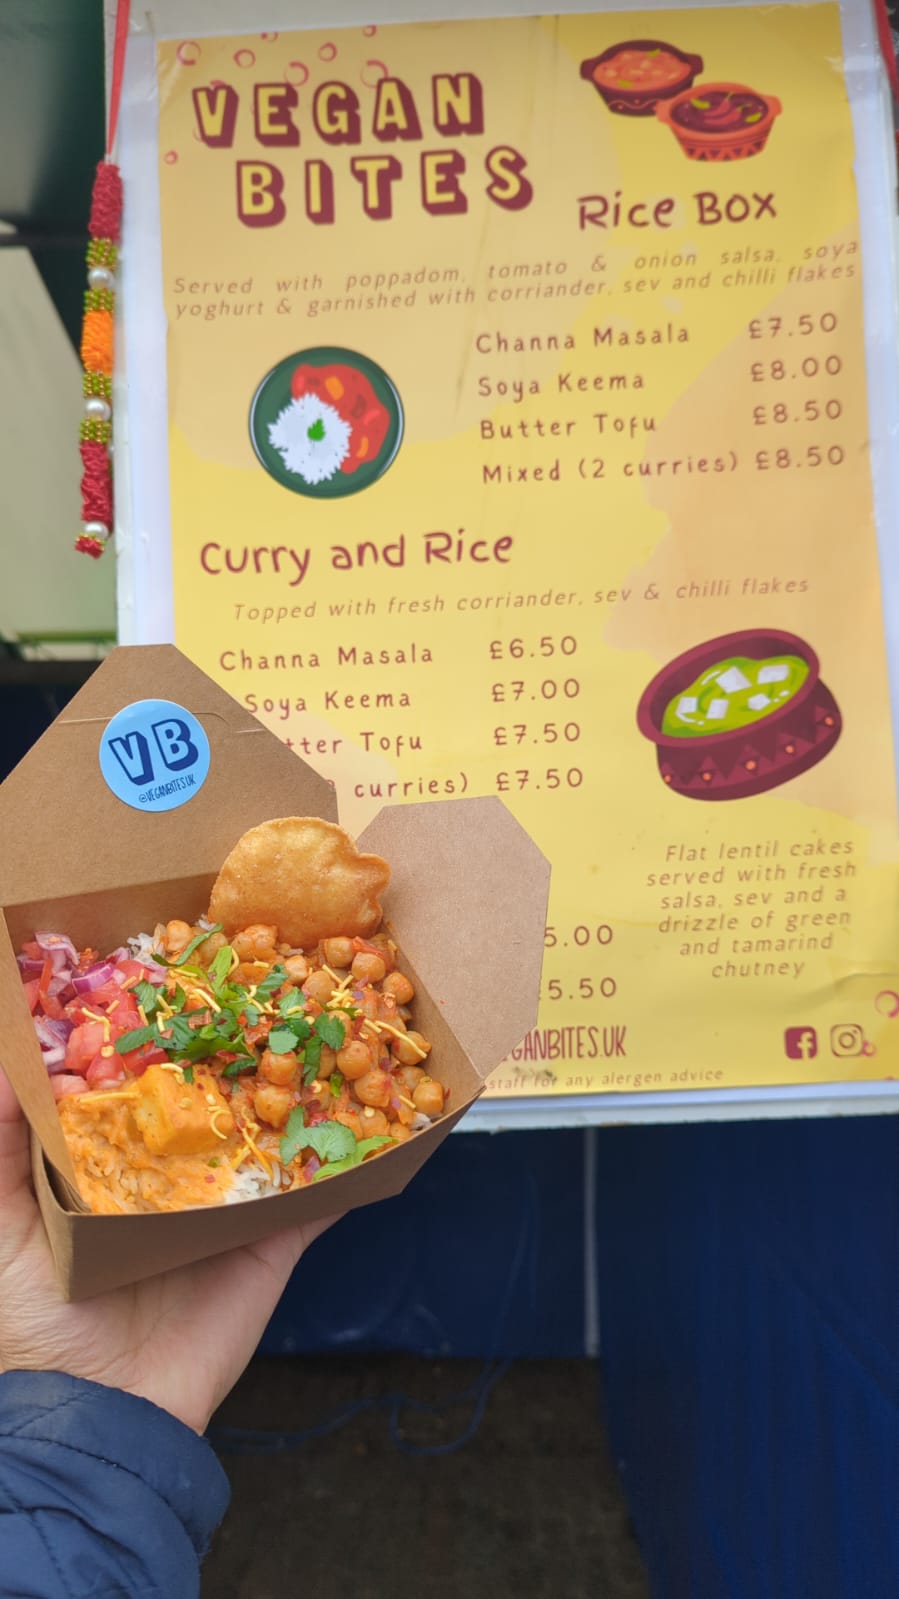 VEGAN
BITES
Rice Box
Served with poppadom, tomato & onion salsa, soya
yoghurt & garnished with corriander, sev and chilli flakes
Channa Masala £7.50
Soya Keema £8.00
Butter Tofu £8.50
Mixed (2 curries) £8.50
Curry and Rice
Topped with fresh corriander, sev & chilli flakes
Channa Masala £6.50
Soya Keema £7.00
tter Tofu £7.50
curries) £7.50
Flat lentil cakes
served with fresh
salsa, sev and a
drizzle of green
and tamarind
chutney
5.00
5.50
GANBITES.UK
staff for any alergen advice
VB
@VEGANBITES.UK